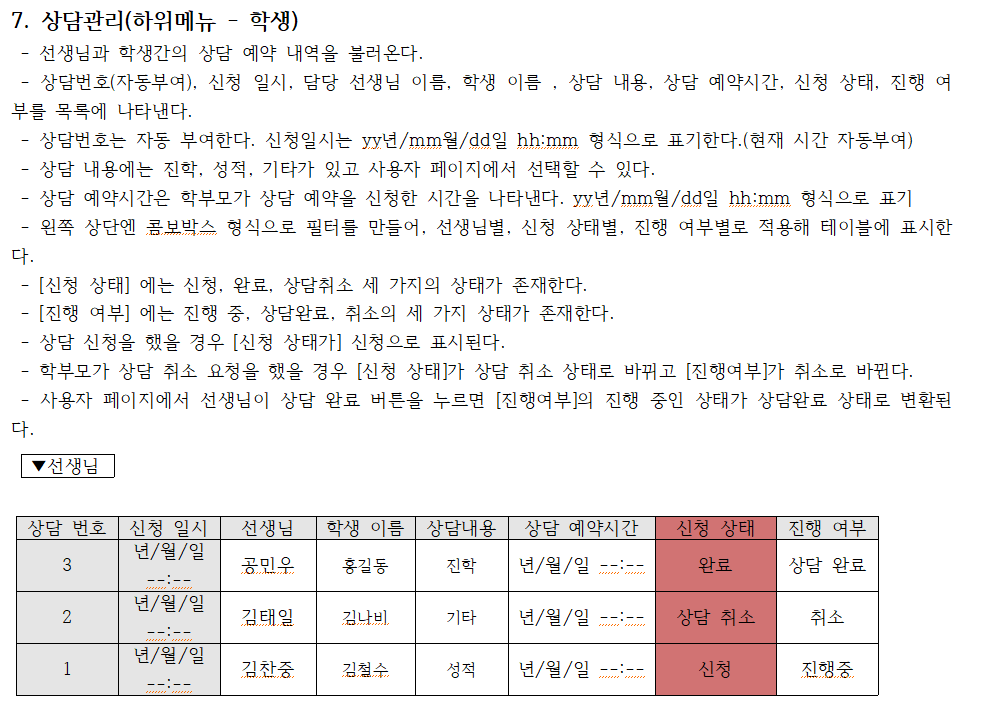 7. 상담관리(하위메뉴 - 학생)
- 선생님과 학생간의 상담 예약 내역을 불러온다.
- 상담번호(자동부여), 신청 일시, 담당 선생님 이름, 학생 이름 , 상담 내용, 상담 예약시간, 신청 상태, 진행 여
부를 목록에 나타낸다.
- 상담번호는 자동 부여한다. 신청일시는 yy년/mm월/dd일 hh:mm 형식으로 표기한다.(현재 시간 자동부여)
- 상담 내용에는 진학, 성적, 기타가 있고 사용자 페이지에서 선택할 수 있다.
- 상담 예약시간은 학부모가 상담 예약을 신청한 시간을 나타낸다. yy년/mm월/dd일 hh:mm 형식으로 표기
- 왼쪽 상단엔 콤보박스 형식으로 필터를 만들어, 선생님별, 신청 상태별, 진행 여부별로 적용해 테이블에 표시한
다.
- [신청 상태] 에는 신청, 완료, 상담취소 세 가지의 상태가 존재한다.
- [진행 여부] 에는 진행 중, 상담완료, 취소의 세 가지 상태가 존재한다.
- 상담 신청을 했을 경우 [신청 상태가] 신청으로 표시된다.
- 학부모가 상담 취소 요청을 했을 경우 [신청 상태]가 상담 취소 상태로 바뀌고 [진행여부]가 취소로 바뀐다.
- 사용자 페이지에서 선생님이 상담 완료 버튼을 누르면 [진행여부]의 진행 중인 상태가 상담완료 상태로 변환된
다.
▼선생님
상담 번호 신청 일시 선생님 학생 이름 상담내용 상담 예약시간 신청 상태 진행 여부
3 년/월/일 --:-- 공민우 홍길동 진학 년/월/일 --:-- 완료 상담 완료
2 년/월/일 --:-- 김태일 김나비 기타 년/월/일 --:-- 상담 취소 취소
1 년/월/일 --:-- 김찬중 김철수 성적 년/월/일 --:-- 신청 진행중